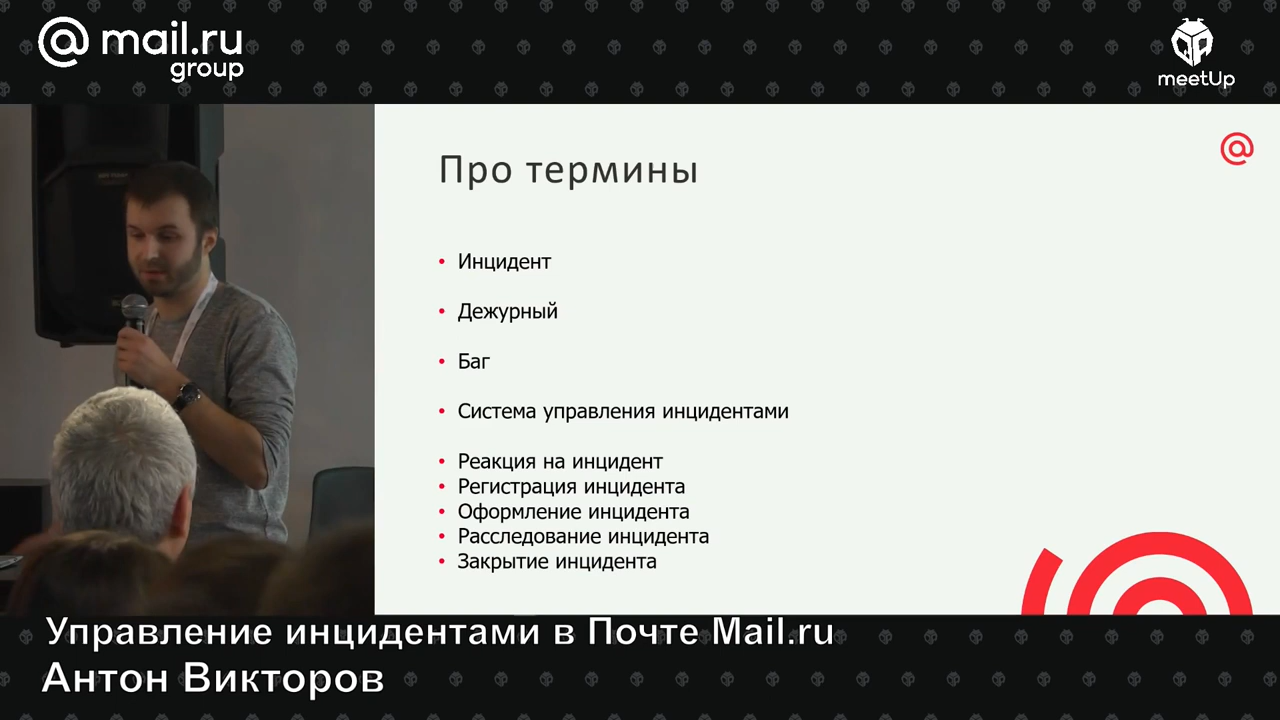 @mail.ru
group
meetUp
Про термины
@
• Инцидент
• Дежурный
• Баг
• Система управления инцидентами
• Реакция на инцидент
• Регистрация инцидента
• Оформление инцидента
• Расследование инцидента
• Закрытие инцидента
Управление инцидентами в Почте Mail.ru
Антон Викторов